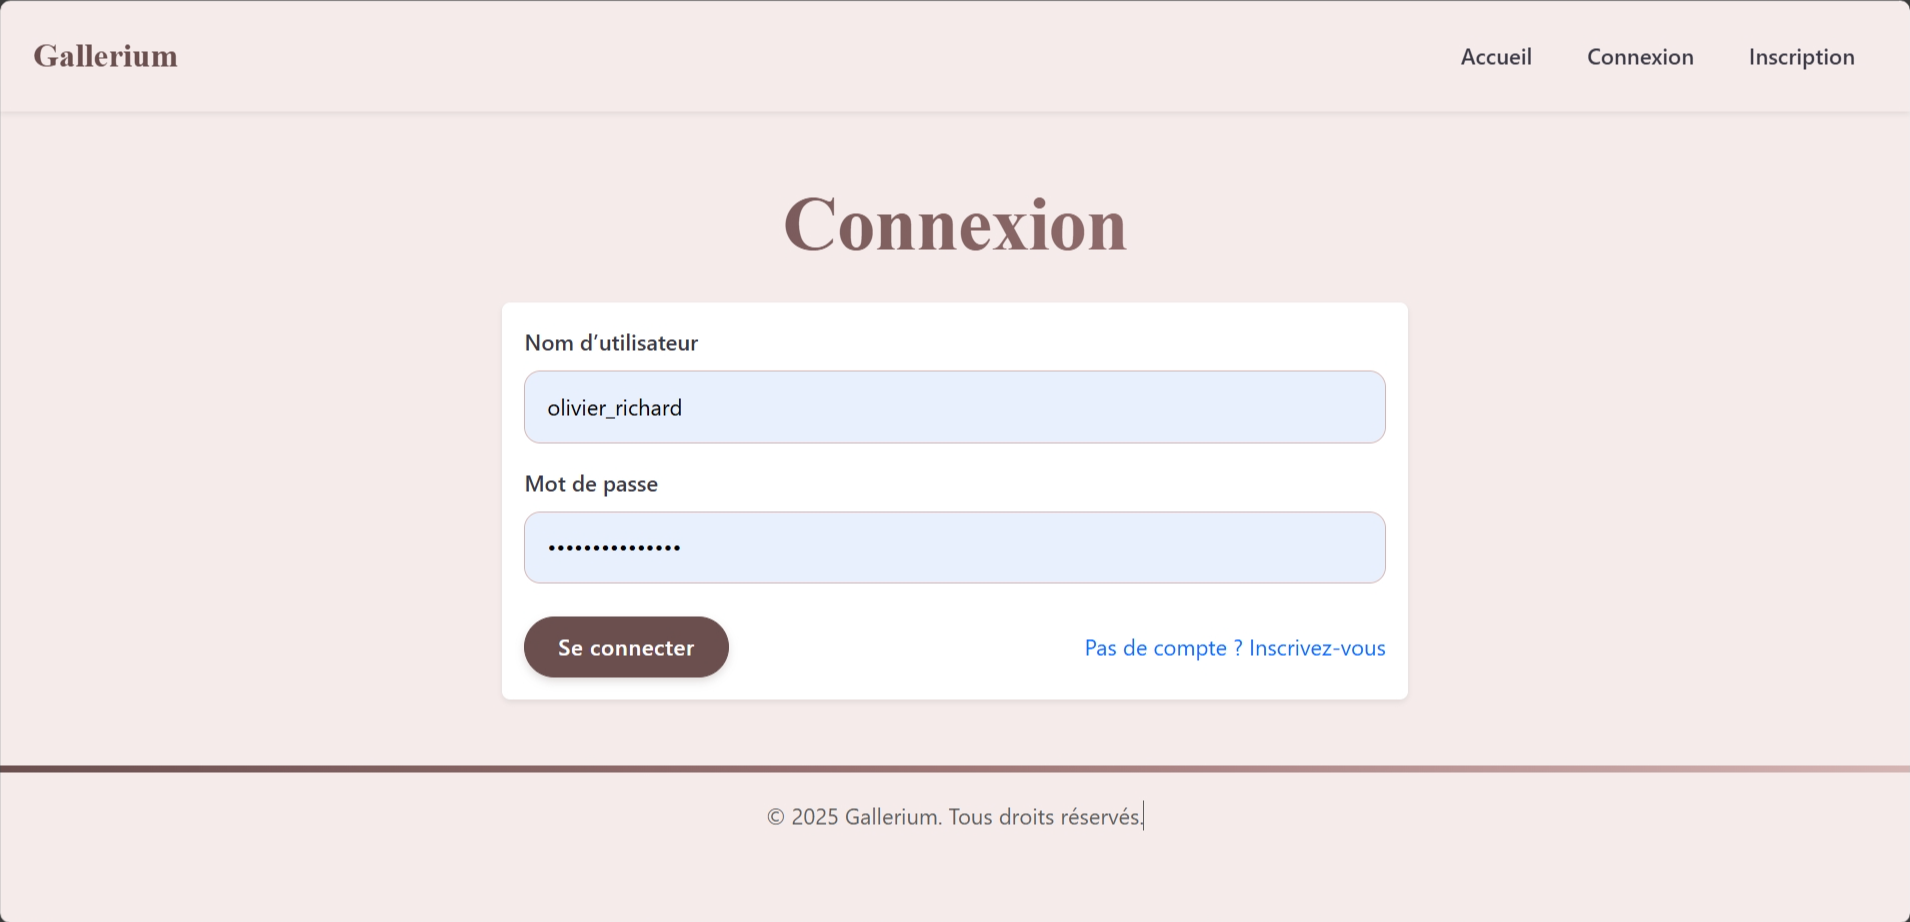 Gallerium
Accueil Connexion Inscription
Connexion
Nom d’utilisateur
olivier_richard
Mot de passe
•••••••••••••••
Se connecter
Pas de compte ? Inscrivez-vous
© 2025 Gallerium. Tous droits réservés.